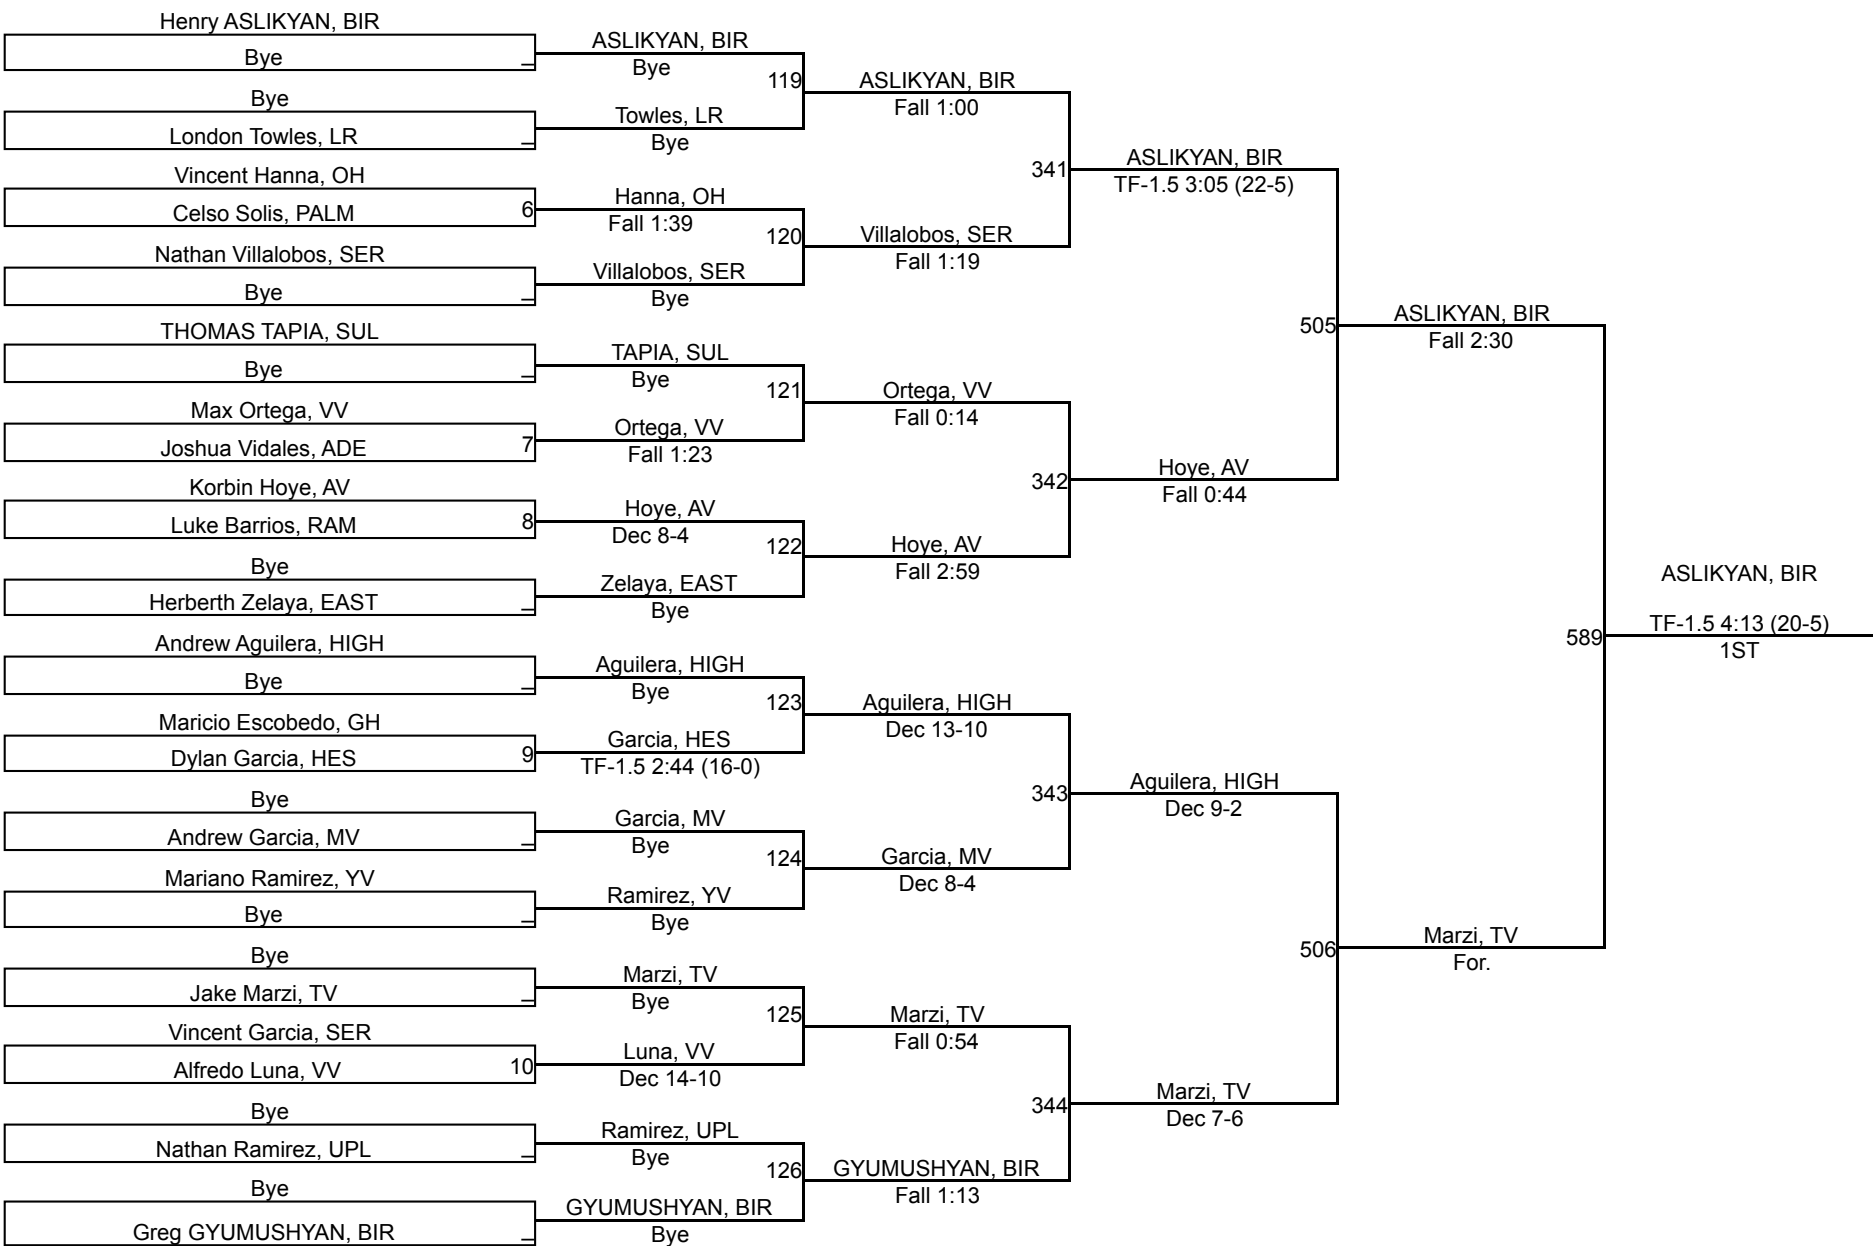 Henry ASLIKYAN, BIR
Bye
Bye
London Towles, LR
Vincent Hanna, OH
Celso Solis, PALM
6
Nathan Villalobos, SER
Bye
THOMAS TAPIA, SUL
Bye
Max Ortega, VV
Joshua Vidales, ADE
7
Korbin Hoye, AV
Luke Barrios, RAM
8
Bye
Herberth Zelaya, EAST
Andrew Aguilera, HIGH
Bye
Maricio Escobedo, GH
Dylan Garcia, HES
9
Bye
Andrew Garcia, MV
Mariano Ramirez, YV
Bye
Bye
Jake Marzi, TV
Vincent Garcia, SER
Alfredo Luna, VV
10
Bye
Nathan Ramirez, UPL
Bye
Greg GYUMUSHYAN, BIR
ASLIKYAN, BIR
Bye
119
Towles, LR
Bye
Hanna, OH
Fall 1:39
120
Villalobos, SER
Bye
TAPIA, SUL
Bye
121
Ortega, VV
Fall 1:23
Hoye, AV
Dec 8-4
122
Zelaya, EAST
Bye
Aguilera, HIGH
Bye
123
Garcia, HES
TF-1.5 2:44 (16-0)
Garcia, MV
Bye
124
Ramirez, YV
Bye
Marzi, TV
Bye
125
Luna, VV
Dec 14-10
Ramirez, UPL
Bye
126
GYUMUSHYAN, BIR
Bye
ASLIKYAN, BIR
Fall 1:00
341
Villalobos, SER
Fall 1:19
Ortega, VV
Fall 0:14
342
Hoye, AV
Fall 2:59
Aguilera, HIGH
Dec 13-10
343
Garcia, MV
Dec 8-4
Marzi, TV
Fall 0:54
344
GYUMUSHYAN, BIR
Fall 1:13
ASLIKYAN, BIR
TF-1.5 3:05 (22-5)
505
Hoye, AV
Fall 0:44
Aguilera, HIGH
Dec 9-2
506
Marzi, TV
Dec 7-6
ASLIKYAN, BIR
Fall 2:30
589
Marzi, TV
For.
ASLIKYAN, BIR
TF-1.5 4:13 (20-5)
1ST